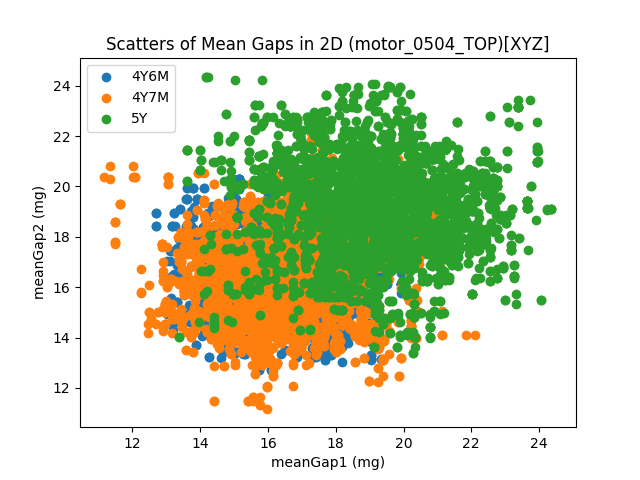 Scatters of Mean Gaps in 2D (motor_0504_TOP)[XYZ]
4Y6M
4Y7M
5Y
24
22
20
18
16
14
12
meanGap2 (mg)
12 14 16 18 20 22 24
meanGap1 (mg)